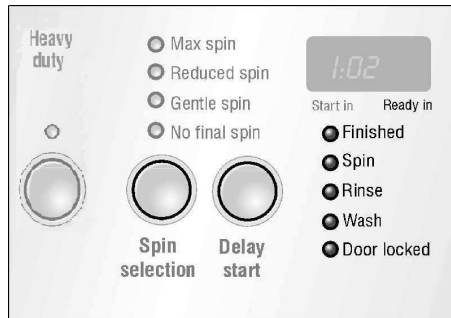 Heavy
duty
Max spin
Reduced spin
Gentle spin
No final spin
1:02
Start in Ready in
Finished
Spin
Rinse
Wash
Door locked
Spin
selection
Delay
start